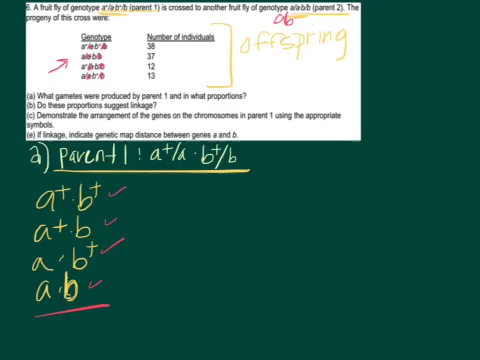 6. A fruit fly of genotype a⁺/a·b⁺/b (parent 1) is crossed to another fruit fly of genotype a/a·b/b (parent 2). The
progeny of this cross were:
ab
offspring
Genotype Number of individuals
a⁺/a·b⁺/b 38
a/a·b/b 37
a⁺/a·b/b 12
a/a·b⁺/b 13
(a) What gametes were produced by parent 1 and in what proportions?
(b) Do these proportions suggest linkage?
(c) Demonstrate the arrangement of the genes on the chromosomes in parent 1 using the appropriate
symbols.
(e) If linkage, indicate genetic map distance between genes a and b.
a) parent 1 : a⁺/a · b⁺/b
a⁺ · b⁺ ✓
a⁺ · b ✓
a · b⁺ ✓
a · b ✓